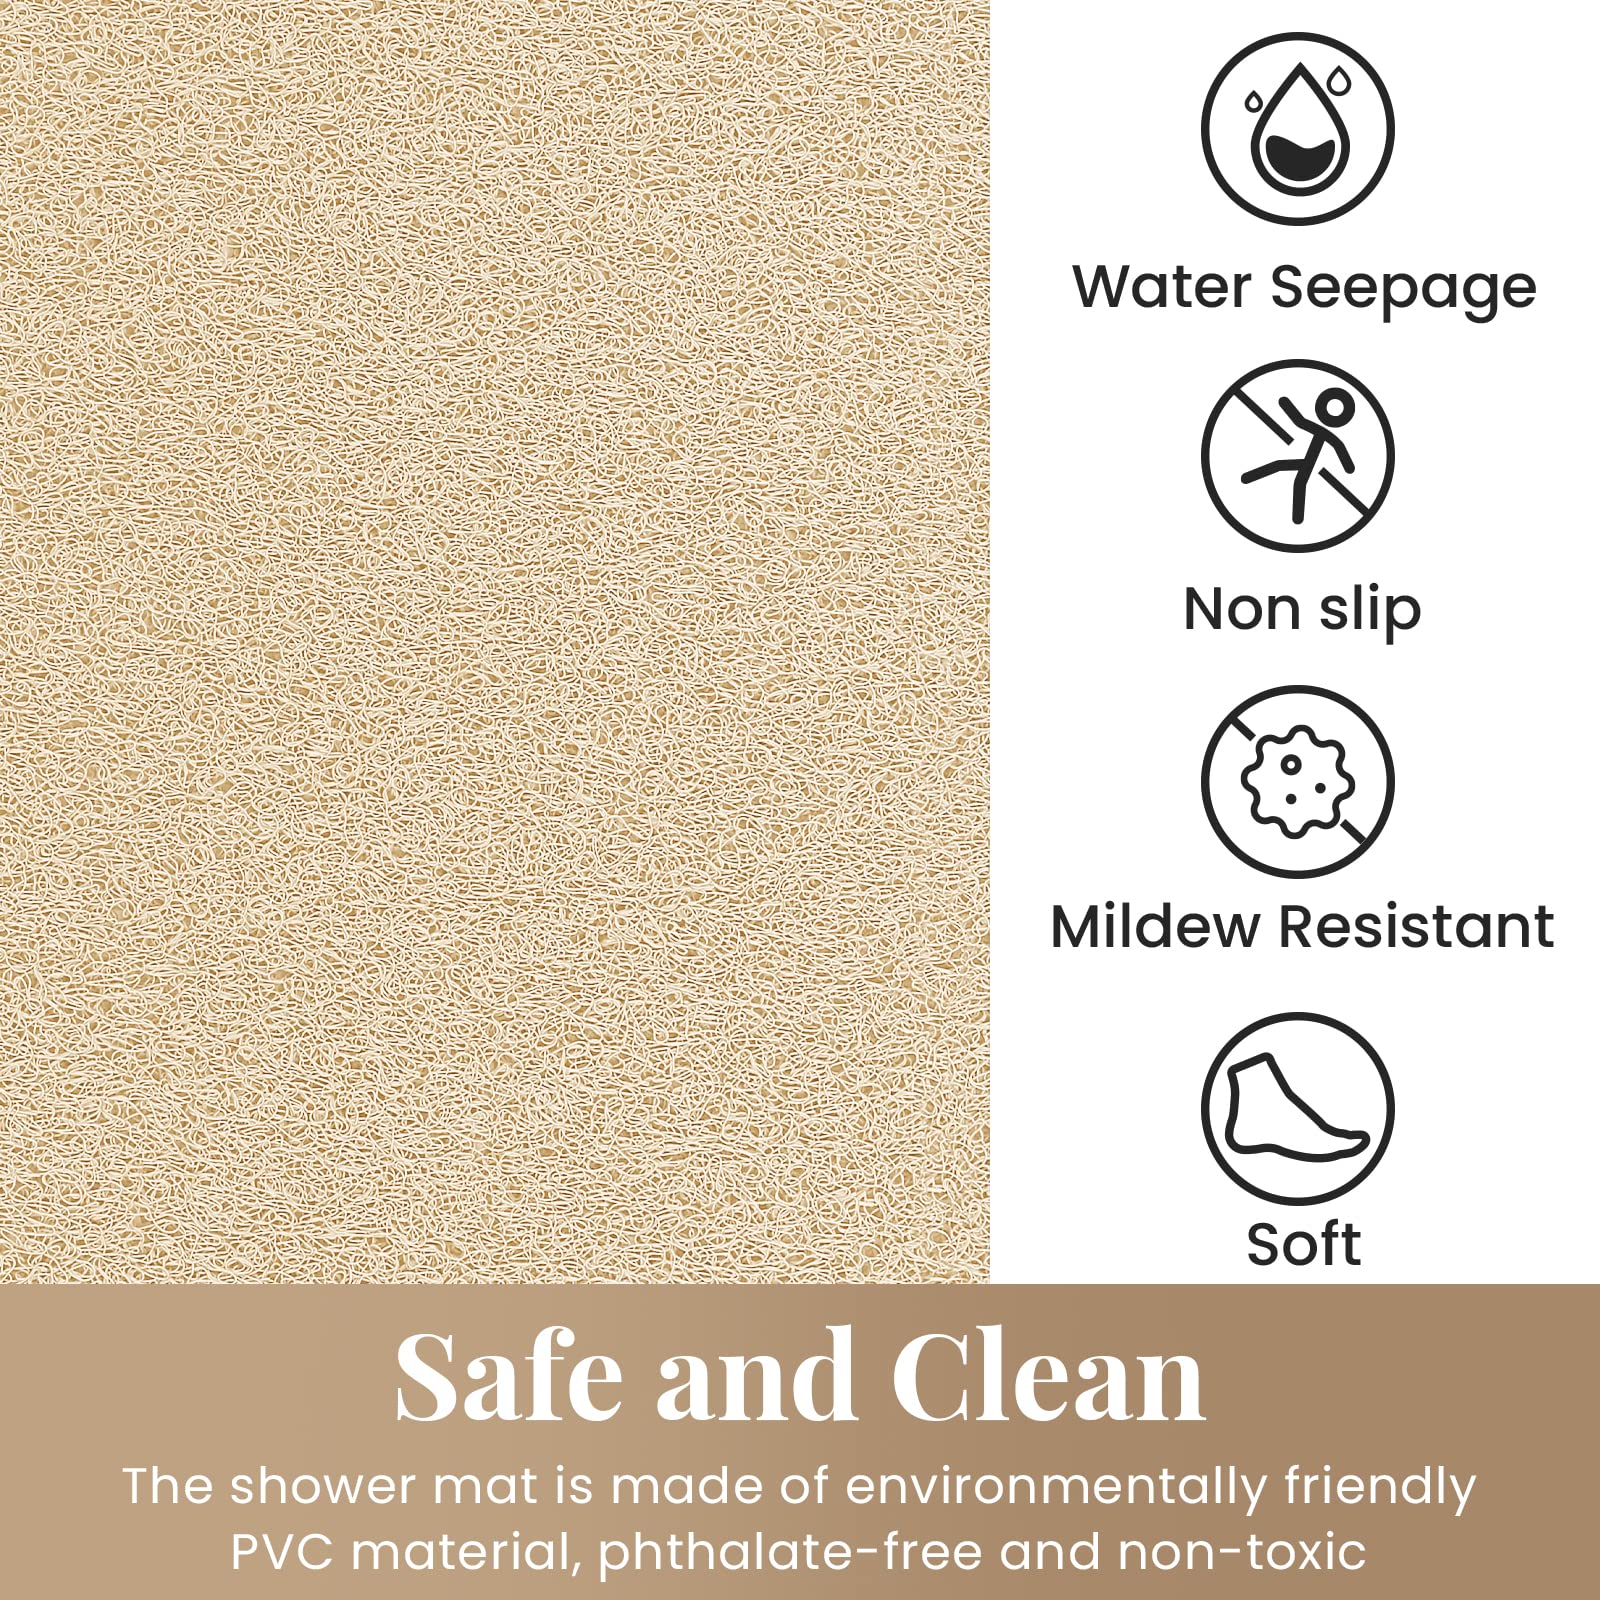 Water Seepage
Non slip
Mildew Resistant
Soft
Safe and Clean
The shower mat is made of environmentally friendly
PVC material, phthalate-free and non-toxic